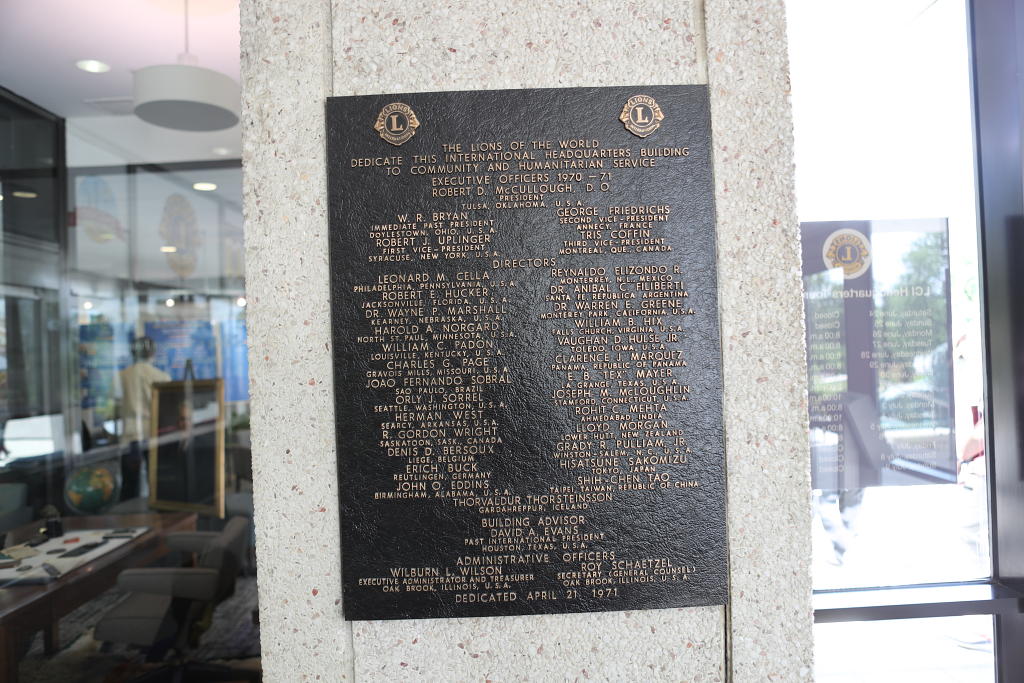 THE LIONS OF THE WORLD
DEDICATE THIS INTERNATIONAL HEADQUARTERS BUILDING
TO COMMUNITY AND HUMANITARIAN SERVICE
EXECUTIVE OFFICERS 1970 – 71
ROBERT D. McCULLOUGH, D.O.
PRESIDENT
TULSA, OKLAHOMA, U.S.A.
W. R. BRYAN
IMMEDIATE PAST PRESIDENT
DOYLESTOWN, OHIO, U.S.A.
ROBERT J. UPLINGER
FIRST VICE-PRESIDENT
SYRACUSE, NEW YORK, U.S.A.
GEORGE FRIEDRICHS
SECOND VICE-PRESIDENT
ANNECY, FRANCE
TRIS COFFIN
THIRD VICE-PRESIDENT
MONTREAL, QUE., CANADA
DIRECTORS
LEONARD M. CELLA
PHILADELPHIA, PENNSYLVANIA, U.S.A.
ROBERT E. HUCKER
JACKSONVILLE, FLORIDA, U.S.A.
DR. WAYNE P. MARSHALL
KEARNEY, NEBRASKA, U.S.A.
HAROLD A. NORGARD
NORTH ST. PAUL, MINNESOTA, U.S.A.
WILLIAM C. PADON
LOUISVILLE, KENTUCKY, U.S.A.
CHARLES G. PAGE
GRAVOIS MILLS, MISSOURI, U.S.A.
JOAO FERNANDO SOBRAL
SAO PAULO, BRAZIL
ORLY J. SORREL
SEATTLE, WASHINGTON, U.S.A.
HERMAN WEST
SEARCY, ARKANSAS, U.S.A.
R. GORDON WRIGHT
SASKATOON, SASK., CANADA
DENIS D. BERSOUX
LIEGE, BELGIUM
ERICH BUCK
REUTLINGEN, GERMANY
JOHN O. EDDINS
BIRMINGHAM, ALABAMA, U.S.A.
REYNALDO ELIZONDO R.
MONTERREY, N.L., MEXICO
DR. ANIBAL C. FILIBERTI
SANTA FE, REPUBLICA ARGENTINA
DR. WARREN E. GREENE
MONTEREY PARK, CALIFORNIA, U.S.A.
WILLIAM B. HIX
FALLS CHURCH, VIRGINIA, U.S.A.
VAUGHAN D. HULSE, JR.
TOLEDO, IOWA, U.S.A.
CLARENCE J. MARQUEZ
PANAMA, REPUBLIC OF PANAMA
E. B. "TEX" MAYER
LA GRANGE, TEXAS, U.S.A.
JOSEPH M. McLOUGHLIN
STAMFORD, CONNECTICUT, U.S.A.
ROHIT C. MEHTA
AHMEDABAD, INDIA
LLOYD MORGAN
LOWER HUTT, NEW ZEALAND
GRADY R. PULLIAM, JR.
WINSTON-SALEM, N.C., U.S.A.
HISATSUNE SAKOMIZU
TOKYO, JAPAN
SHIH-CHEN TAO
TAIPEI, TAIWAN, REPUBLIC OF CHINA
THORVALDUR THORSTEINSSON
GARDAHREPPUR, ICELAND
BUILDING ADVISOR
DAVID A. EVANS
PAST INTERNATIONAL PRESIDENT
HOUSTON, TEXAS, U.S.A.
ADMINISTRATIVE OFFICERS
WILBURN L. WILSON
EXECUTIVE ADMINISTRATOR AND TREASURER
OAK BROOK, ILLINOIS, U.S.A.
ROY SCHAETZEL
SECRETARY (GENERAL COUNSEL)
OAK BROOK, ILLINOIS, U.S.A.
DEDICATED APRIL 21, 1971